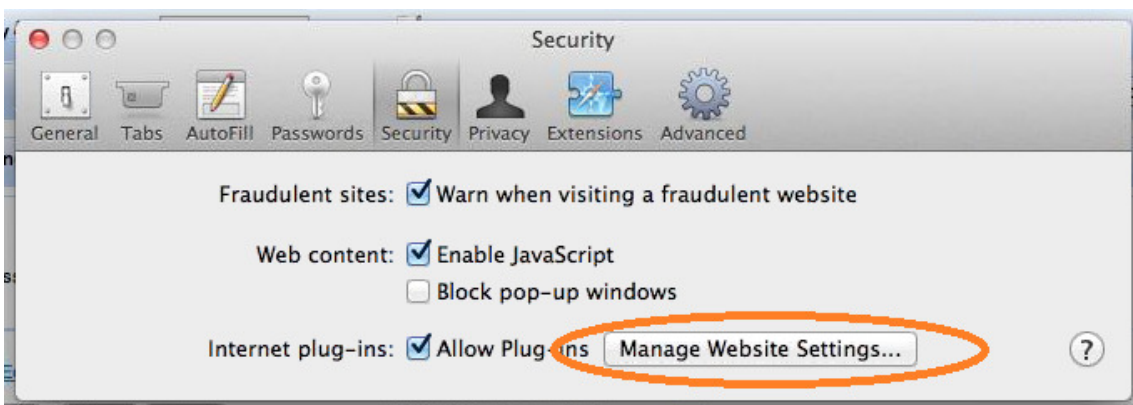 Security
General Tabs AutoFill Passwords Security Privacy Extensions Advanced
Fraudulent sites: Warn when visiting a fraudulent website
Web content: Enable JavaScript
Block pop-up windows
Internet plug-ins: Allow Plug-ins Manage Website Settings... ?